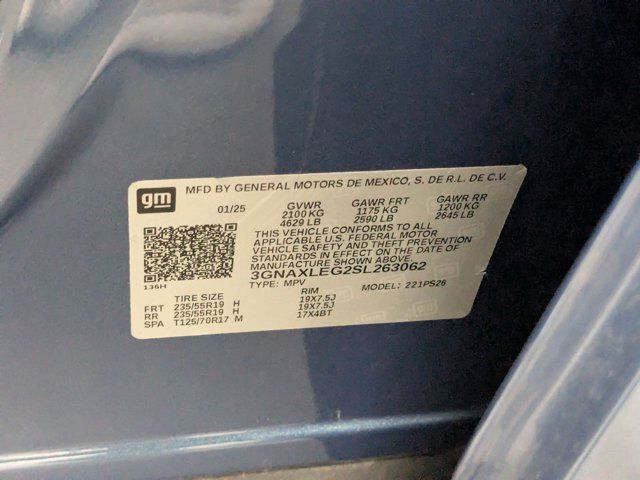 gm
MFD BY GENERAL MOTORS DE MEXICO, S. DE R.L. DE C.V.
01/25 GVWR GAWR FRT GAWR RR
2100 KG 1175 KG 1200 KG
4629 LB 2590 LB 2645 LB
THIS VEHICLE CONFORMS TO ALL
APPLICABLE U.S. FEDERAL MOTOR
VEHICLE SAFETY AND THEFT PREVENTION
STANDARDS IN EFFECT ON THE DATE OF
MANUFACTURE SHOWN ABOVE.
3GNAXLEG2SL263062
TYPE: MPV MODEL: 221PS26
136H
TIRE SIZE RIM
FRT 235/55R19 H 19X7.5J
RR 235/55R19 H 19X7.5J
SPA T125/70R17 M 17X4BT